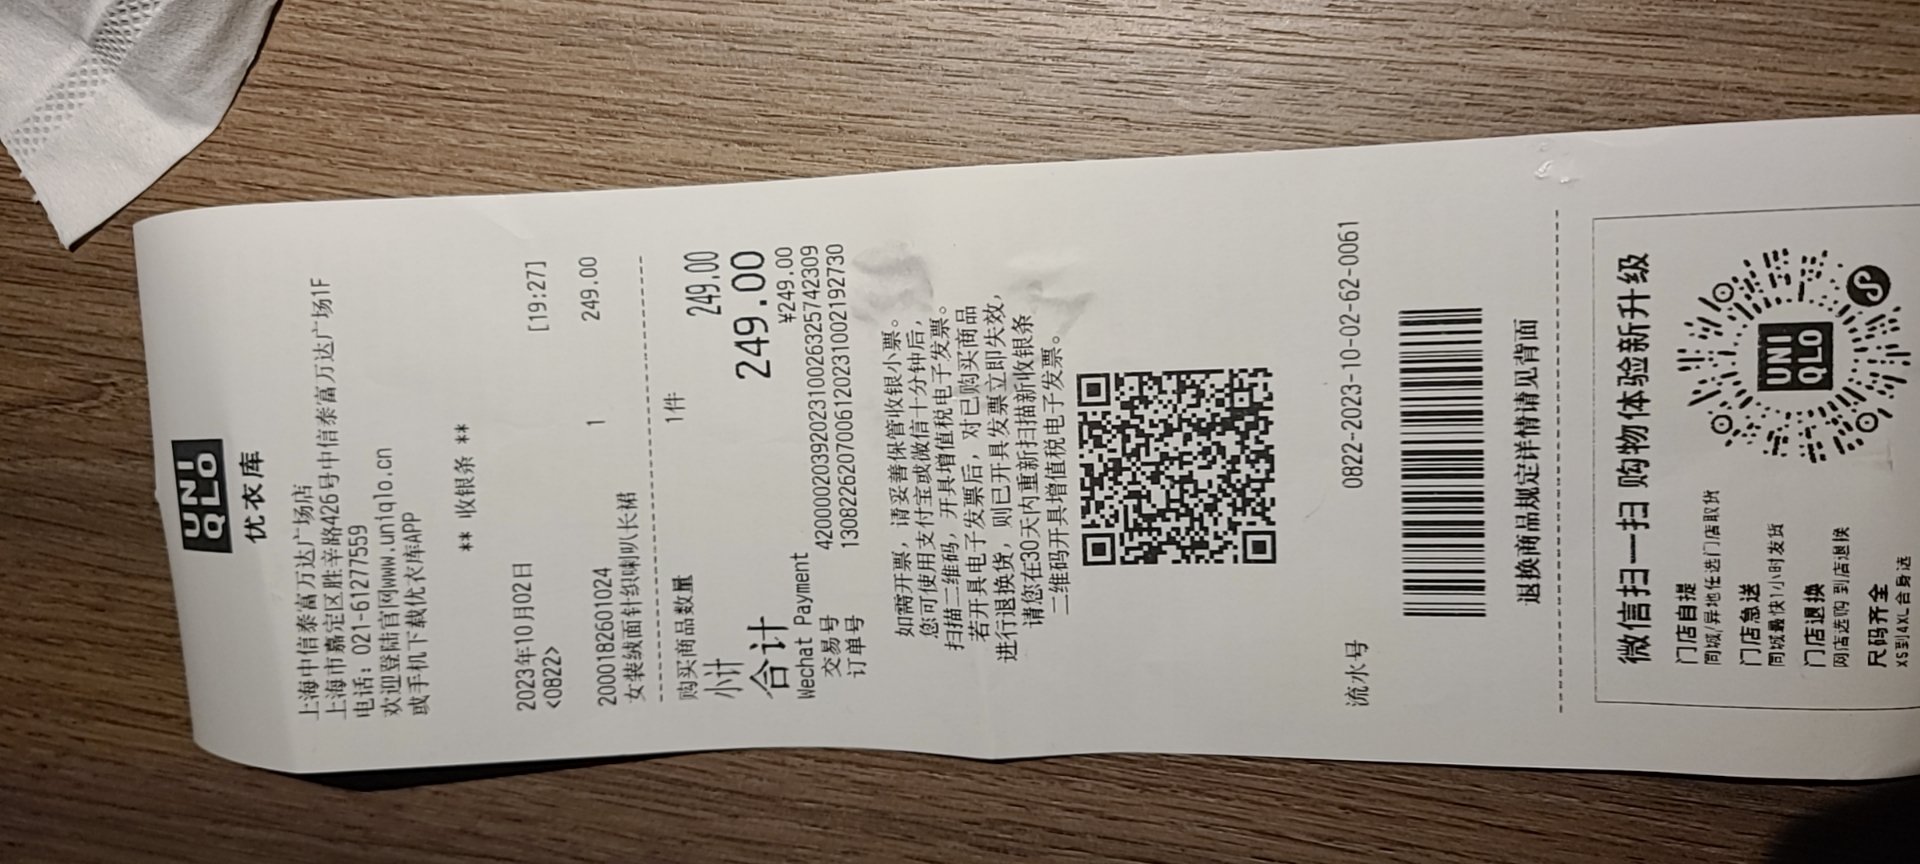 UNI
QLO
优衣库
上海中信泰富万达广场店
上海市嘉定区胜辛路426号中信泰富万达广场1F
电话：021-61277559
欢迎登陆官网www.uniqlo.cn
或手机下载优衣库APP
** 收银条 **
2023年10月02日 [19:27]
<0822>
2000182601024 1 249.00
女装绒面针织喇叭长裙
购买商品数量 1件
小计 249.00
合计 249.00
Wechat Payment ¥249.00
交易号 4200002039202310026325742309
订单号 13082262070061202310021927​30
如需开票，请妥善保管收银小票。
您可使用支付宝或微信十分钟后，
扫描二维码，开具增值税电子发票。
若开具电子发票后，对已购买商品
进行退换货，则已开具发票立即失效，
请您在30天内重新扫描新收银条
二维码开具增值税电子发票。
流水号 0822-2023-10-02-62-0061
退换商品规定详情请见背面
微信扫一扫 购物体验新升级
门店自提
同城/异地任选门店取货
门店急送
同城最快1小时发货
门店退换
网店选购 到店退换
尺码齐全
XS到4XL合身选
UNI
QLO